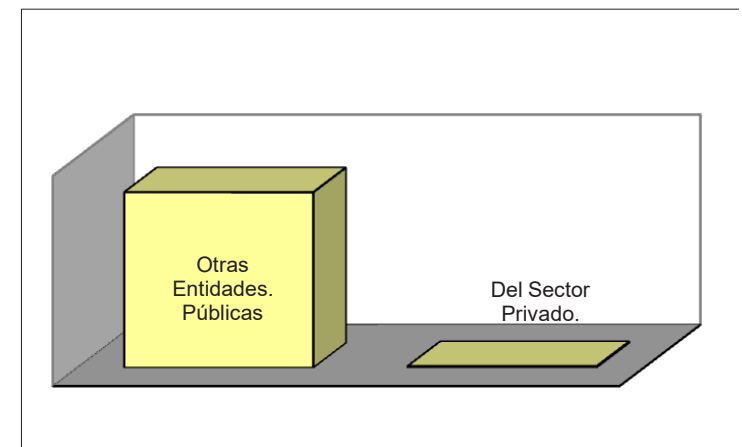 Otras
Entidades.
Públicas
Del Sector
Privado.